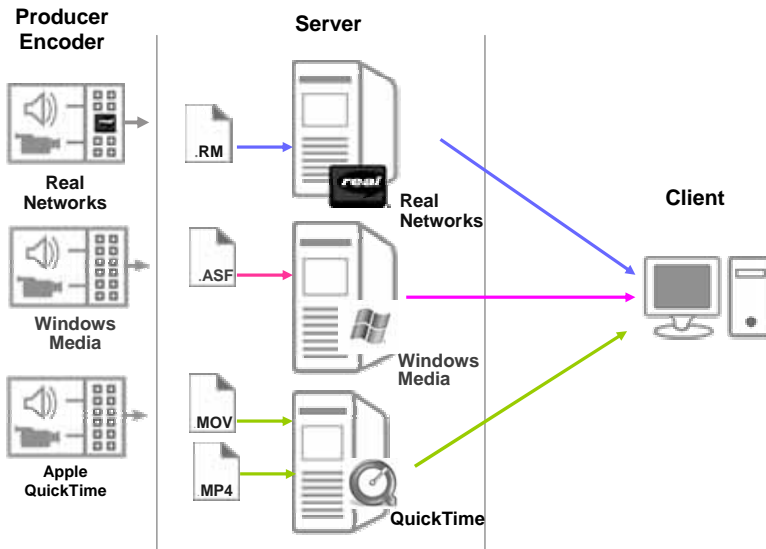 Producer
Encoder
Server
Client
Real
Networks
Windows
Media
Apple
QuickTime
.RM
real
Real
Networks
.ASF
Windows
Media
.MOV
.MP4
QuickTime